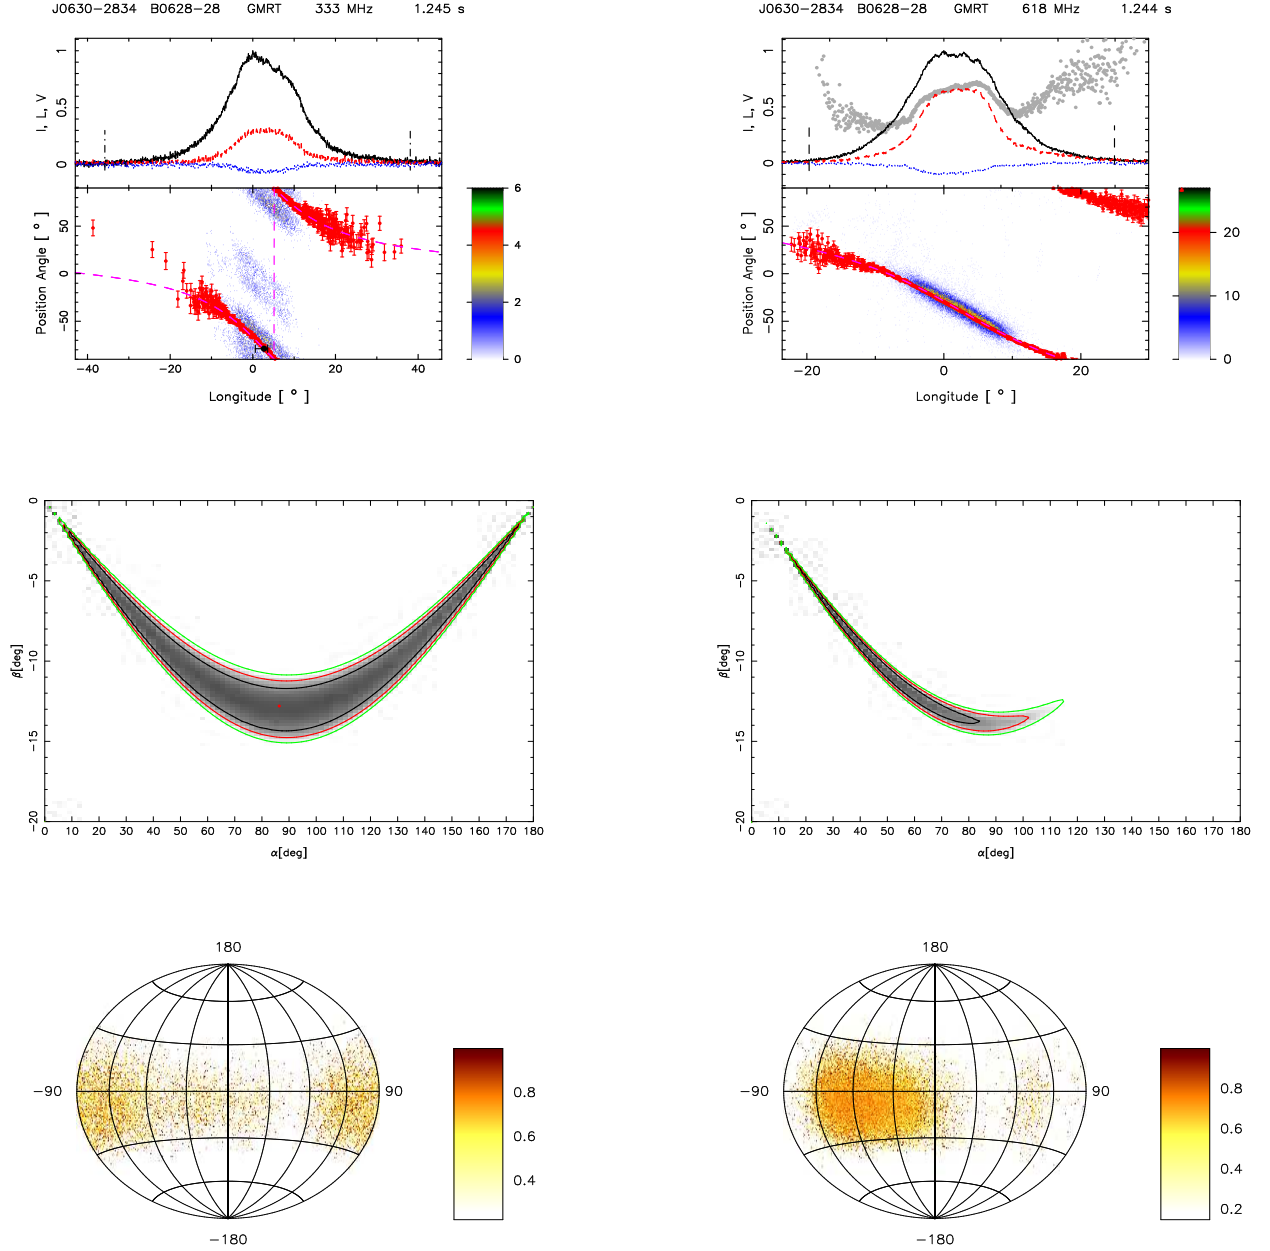 J0630−2834 B0628−28 GMRT 333 MHz 1.245 s
J0630−2834 B0628−28 GMRT 618 MHz 1.244 s
1
0.5
0
I, L, V
1
0.5
0
I, L, V
50
0
−50
Position Angle [ ° ]
6
4
2
0
50
0
−50
Position Angle [ ° ]
20
10
0
−40 −20 0 20 40
Longitude [ ° ]
−20 0 20
Longitude [ ° ]
0
−5
−10
−15
−20
β[deg]
0 10 20 30 40 50 60 70 80 90 100 110 120 130 140 150 160 170 180
α[deg]
0
−5
−10
−15
−20
β[deg]
0 10 20 30 40 50 60 70 80 90 100 110 120 130 140 150 160 170 180
α[deg]
180
−90 90
−180
0.8
0.6
0.4
180
−90 90
−180
0.8
0.6
0.4
0.2